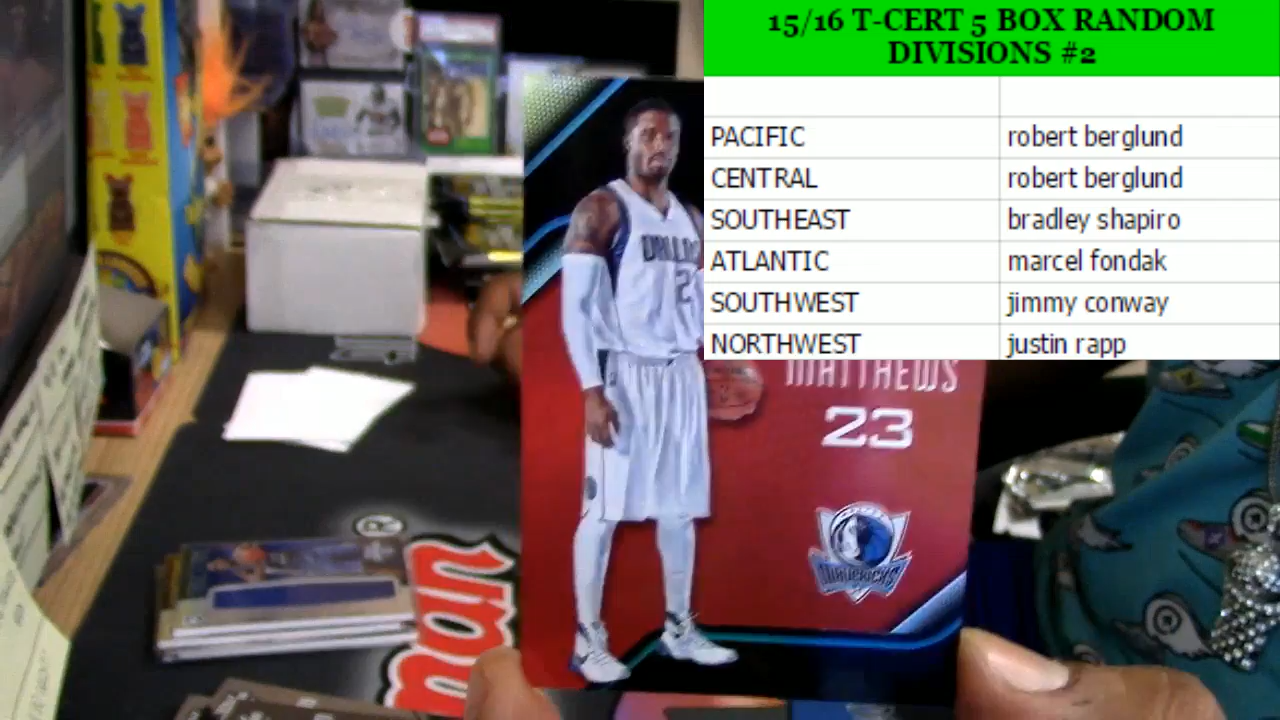 15/16 T-CERT 5 BOX RANDOM
DIVISIONS #2
PACIFIC robert berglund
CENTRAL robert berglund
SOUTHEAST bradley shapiro
ATLANTIC marcel fondak
SOUTHWEST jimmy conway
NORTHWEST justin rapp
MATTHEWS
23
MAVERICKS